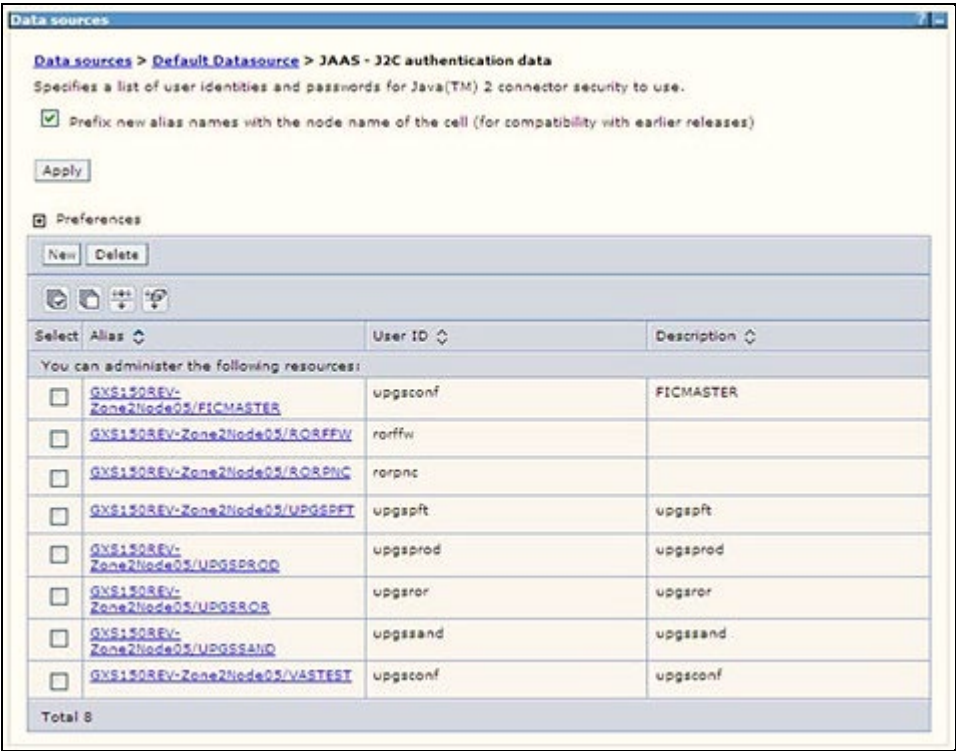 Data sources
? -
Data sources > Default Datasource > JAAS - J2C authentication data
Specifies a list of user identities and passwords for Java(TM) 2 connector security to use.
Prefix new alias names with the node name of the cell (for compatibility with earlier releases)
Apply
+ Preferences
New Delete
Select Alias User ID Description
You can administer the following resources:
GXS150REV-
Zone2Node05/FICMASTER upgsconf FICMASTER
GXS150REV-Zone2Node05/RORFFW rorffw
GXS150REV-Zone2Node05/RORPNC rorpnc
GXS150REV-Zone2Node05/UPGSPFT upgspft upgspft
GXS150REV-
Zone2Node05/UPGSPROD upgsprod upgsprod
GXS150REV-
Zone2Node05/UPGSROR upgsror upgsror
GXS150REV-
Zone2Node05/UPGSSAND upgssand upgssand
GXS150REV-Zone2Node05/VASTEST upgsconf upgsconf
Total 8